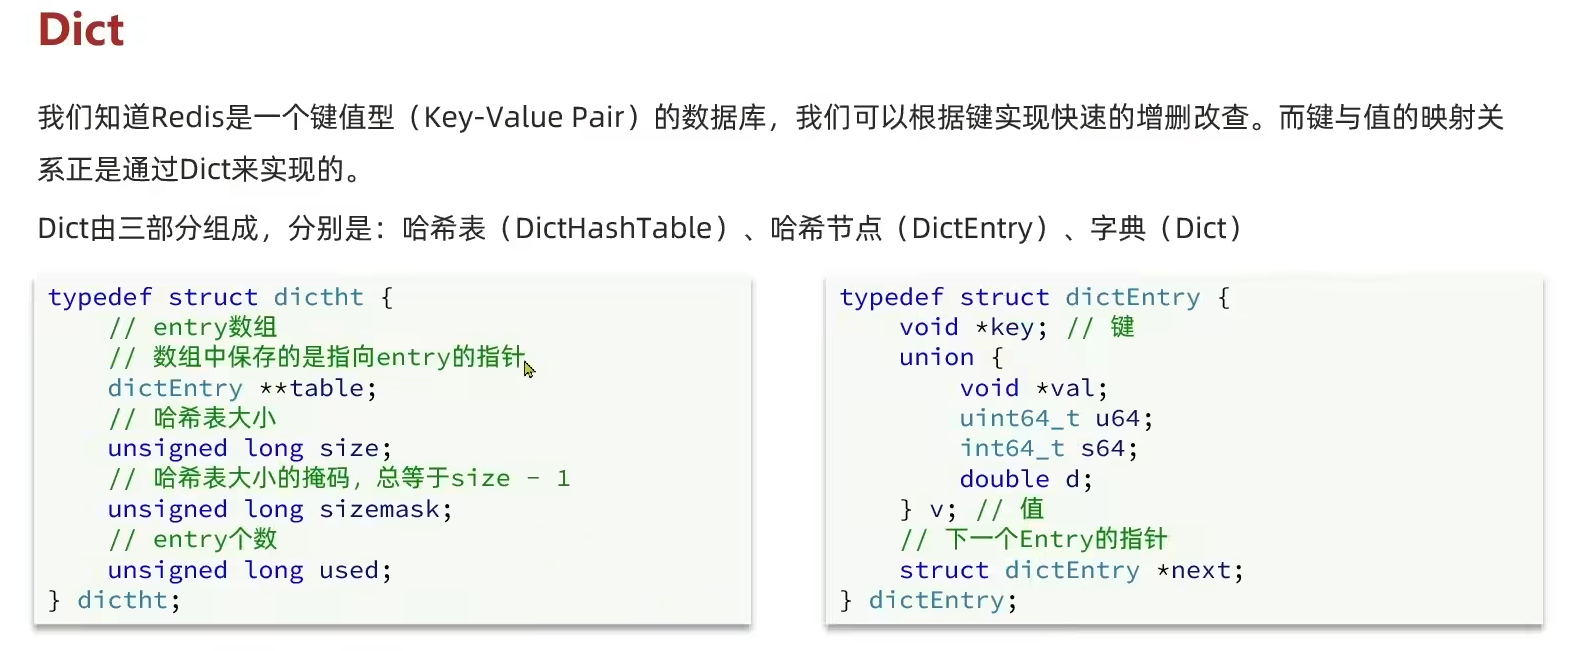 Dict
我们知道Redis是一个键值型（Key-Value Pair）的数据库，我们可以根据键实现快速的增删改查。而键与值的映射关
系正是通过Dict来实现的。
Dict由三部分组成，分别是：哈希表（DictHashTable）、哈希节点（DictEntry）、字典（Dict）
typedef struct dictht {
    // entry数组
    // 数组中保存的是指向entry的指针
    dictEntry **table;
    // 哈希表大小
    unsigned long size;
    // 哈希表大小的掩码，总等于size - 1
    unsigned long sizemask;
    // entry个数
    unsigned long used;
} dictht;
typedef struct dictEntry {
    void *key; // 键
    union {
        void *val;
        uint64_t u64;
        int64_t s64;
        double d;
    } v; // 值
    // 下一个Entry的指针
    struct dictEntry *next;
} dictEntry;